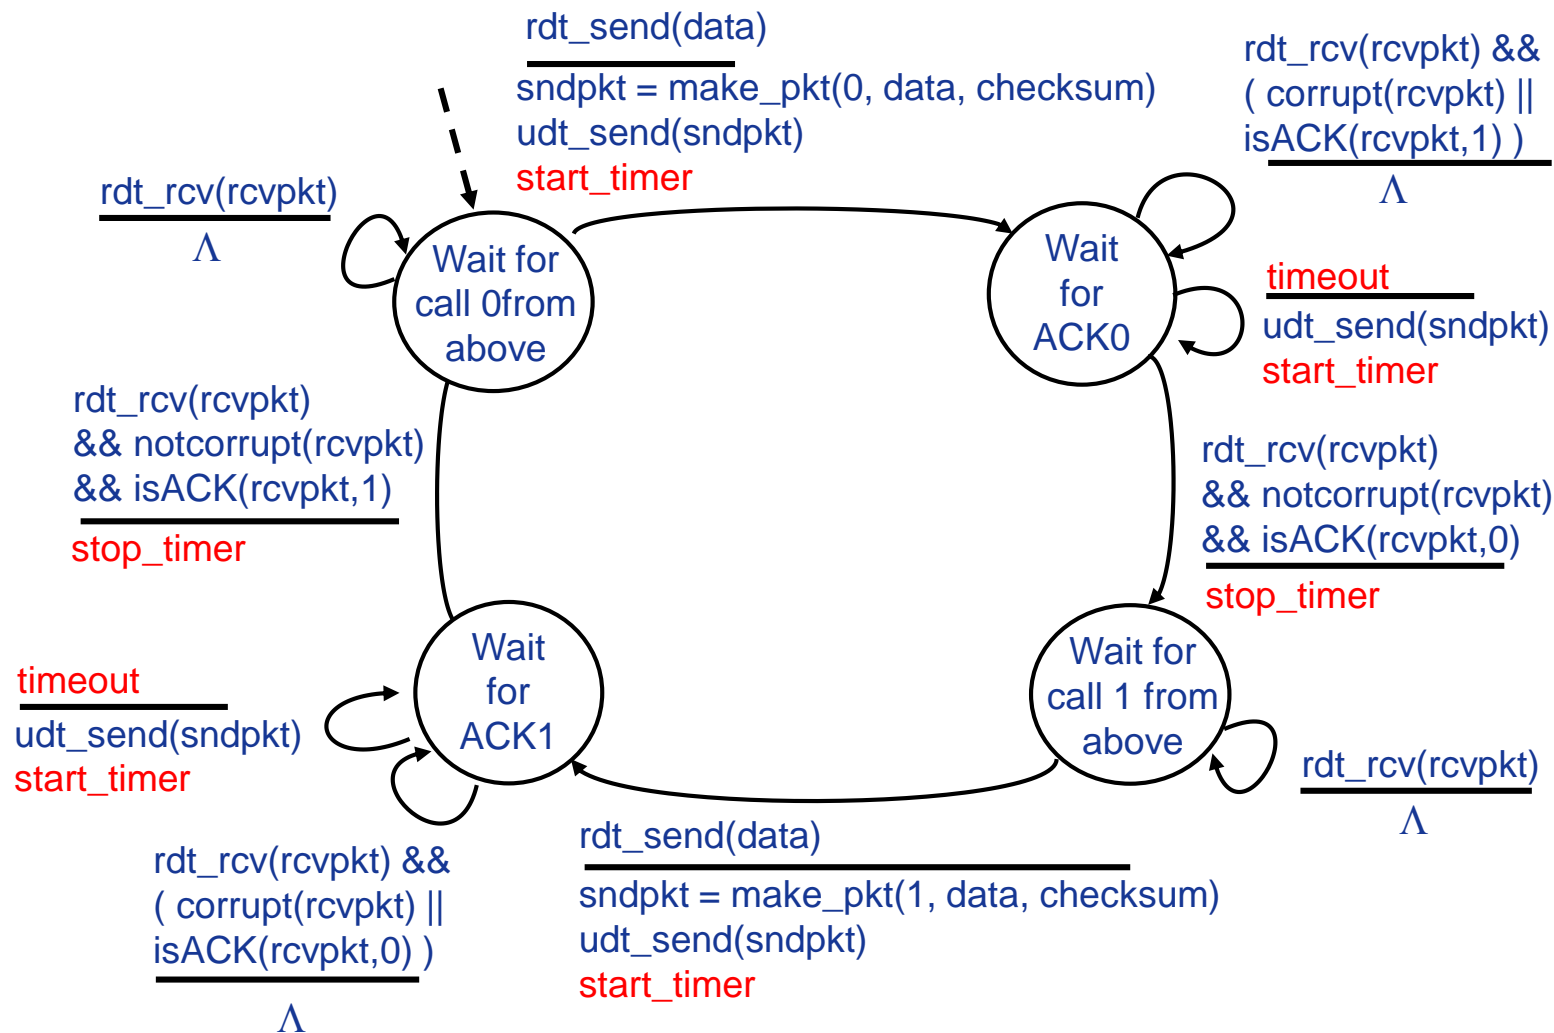 rdt_send(data)
sndpkt = make_pkt(0, data, checksum)
udt_send(sndpkt)
start_timer
rdt_rcv(rcvpkt) &&
( corrupt(rcvpkt) ||
isACK(rcvpkt,1) )
Λ
rdt_rcv(rcvpkt)
Λ
Wait for
call 0from
above
Wait
for
ACK0
timeout
udt_send(sndpkt)
start_timer
rdt_rcv(rcvpkt)
&& notcorrupt(rcvpkt)
&& isACK(rcvpkt,1)
stop_timer
rdt_rcv(rcvpkt)
&& notcorrupt(rcvpkt)
&& isACK(rcvpkt,0)
stop_timer
Wait
for
ACK1
Wait for
call 1 from
above
timeout
udt_send(sndpkt)
start_timer
rdt_rcv(rcvpkt)
Λ
rdt_rcv(rcvpkt) &&
( corrupt(rcvpkt) ||
isACK(rcvpkt,0) )
Λ
rdt_send(data)
sndpkt = make_pkt(1, data, checksum)
udt_send(sndpkt)
start_timer